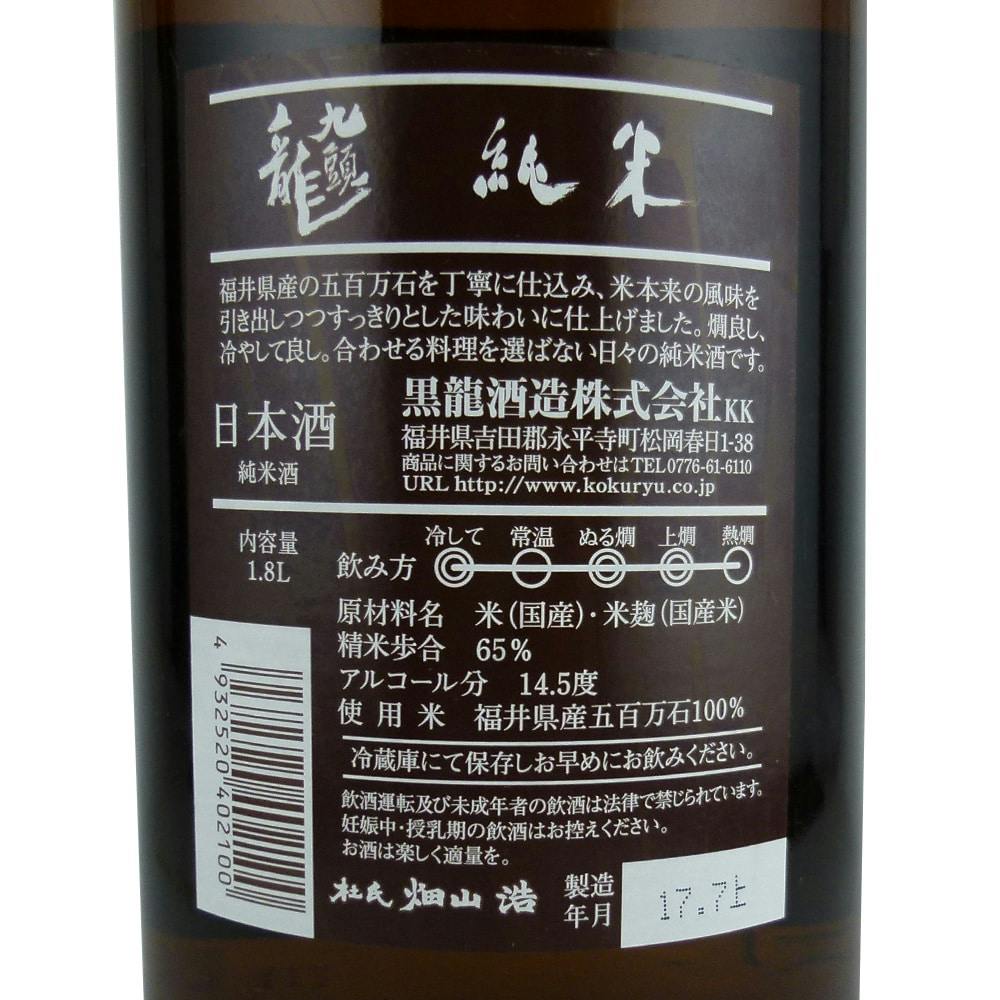 九頭龍 純米
福井県産の五百万石を丁寧に仕込み、米本来の風味を
引き出しつつすっきりとした味わいに仕上げました。燗良し、
冷やして良し。合わせる料理を選ばない日々の純米酒です。
日本酒
純米酒
黒龍酒造株式会社KK
福井県吉田郡永平寺町松岡春日1-38
商品に関するお問い合わせはTEL0776-61-6110
URL http://www.kokuryu.co.jp
内容量
1.8L
冷して 常温 ぬる燗 上燗 熱燗
飲み方
原材料名 米(国産)・米麹(国産米)
精米歩合 65%
アルコール分 14.5度
使用米 福井県産五百万石100%
冷蔵庫にて保存しお早めにお飲みください。
飲酒運転及び未成年者の飲酒は法律で禁じられています。
妊娠中・授乳期の飲酒はお控えください。
お酒は楽しく適量を。
杜氏 畑山 浩
製造
年月
17.7上
4 932520 402100